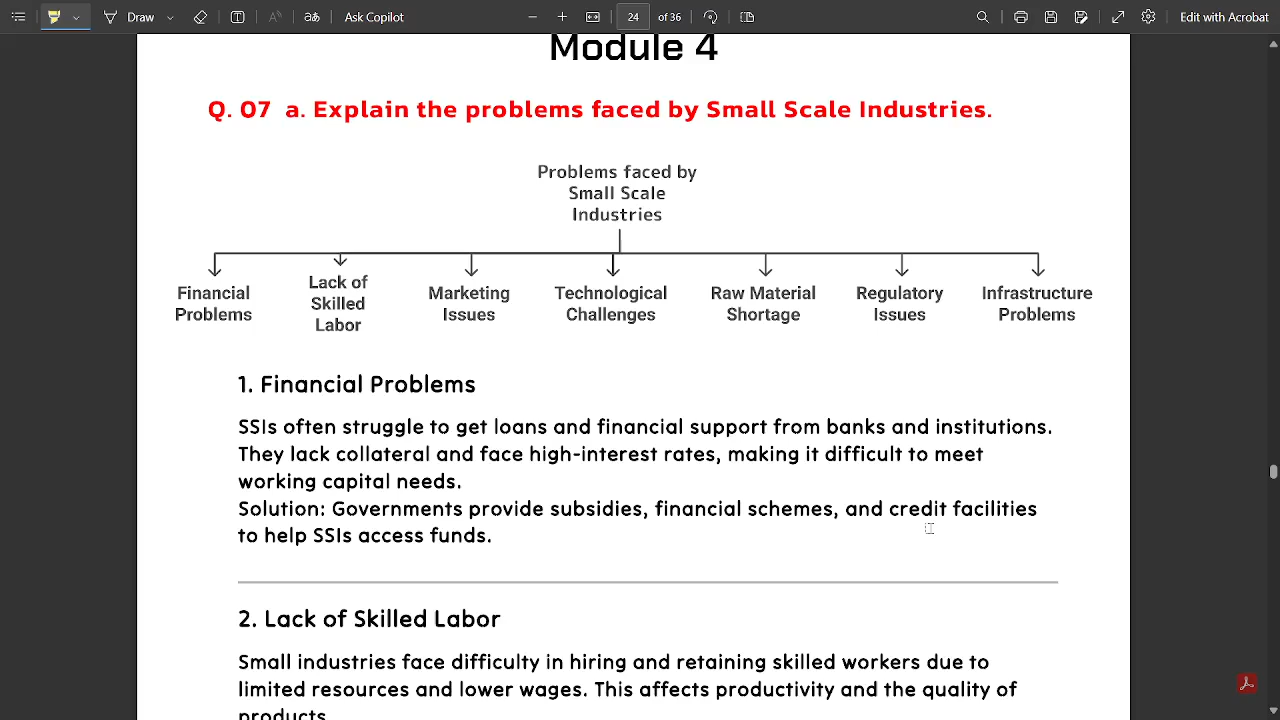 Draw
Ask Copilot
24 of 36
Edit with Acrobat
Module 4
Q. 07 a. Explain the problems faced by Small Scale Industries.
Problems faced by
Small Scale
Industries
Financial
Problems
Lack of
Skilled
Labor
Marketing
Issues
Technological
Challenges
Raw Material
Shortage
Regulatory
Issues
Infrastructure
Problems
1. Financial Problems
SSIs often struggle to get loans and financial support from banks and institutions.
They lack collateral and face high-interest rates, making it difficult to meet
working capital needs.
Solution: Governments provide subsidies, financial schemes, and credit facilities
to help SSIs access funds.
2. Lack of Skilled Labor
Small industries face difficulty in hiring and retaining skilled workers due to
limited resources and lower wages. This affects productivity and the quality of
products.